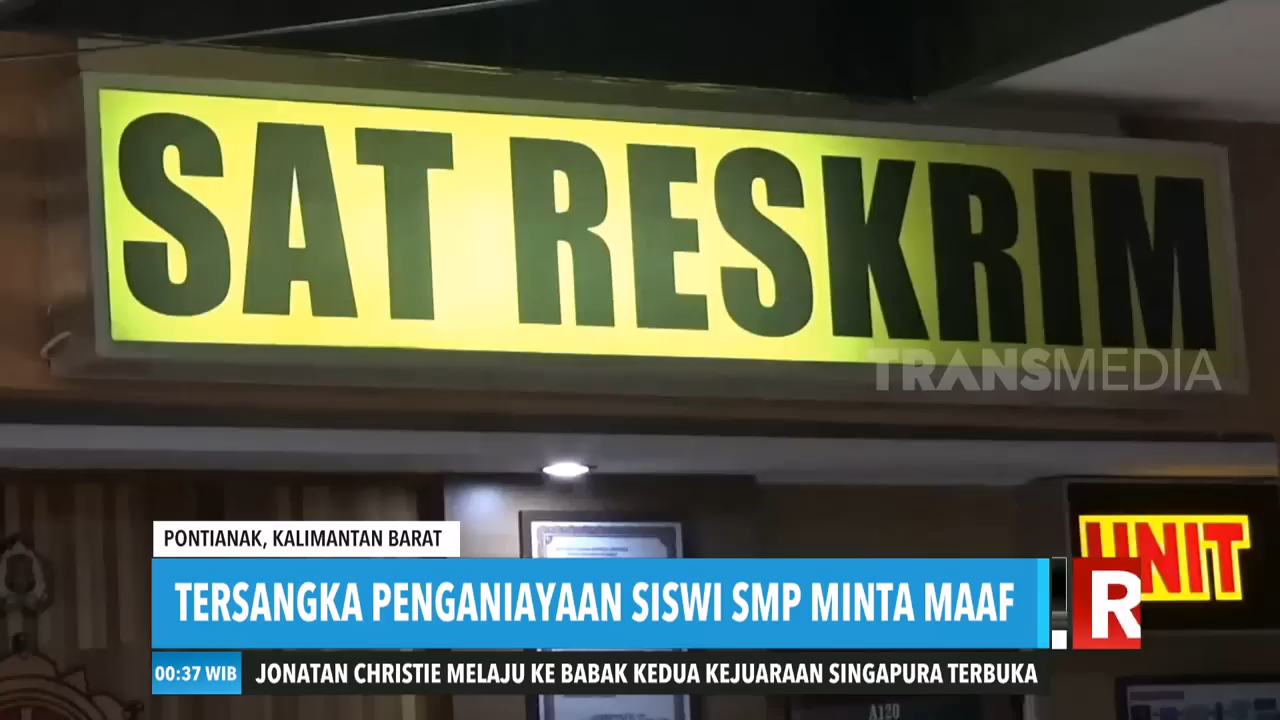 SAT RESKRIM
TRANSMEDIA
UNIT
PONTIANAK, KALIMANTAN BARAT
TERSANGKA PENGANIAYAAN SISWI SMP MINTA MAAF
R
00:37 WIB
JONATAN CHRISTIE MELAJU KE BABAK KEDUA KEJUARAAN SINGAPURA TERBUKA
A120